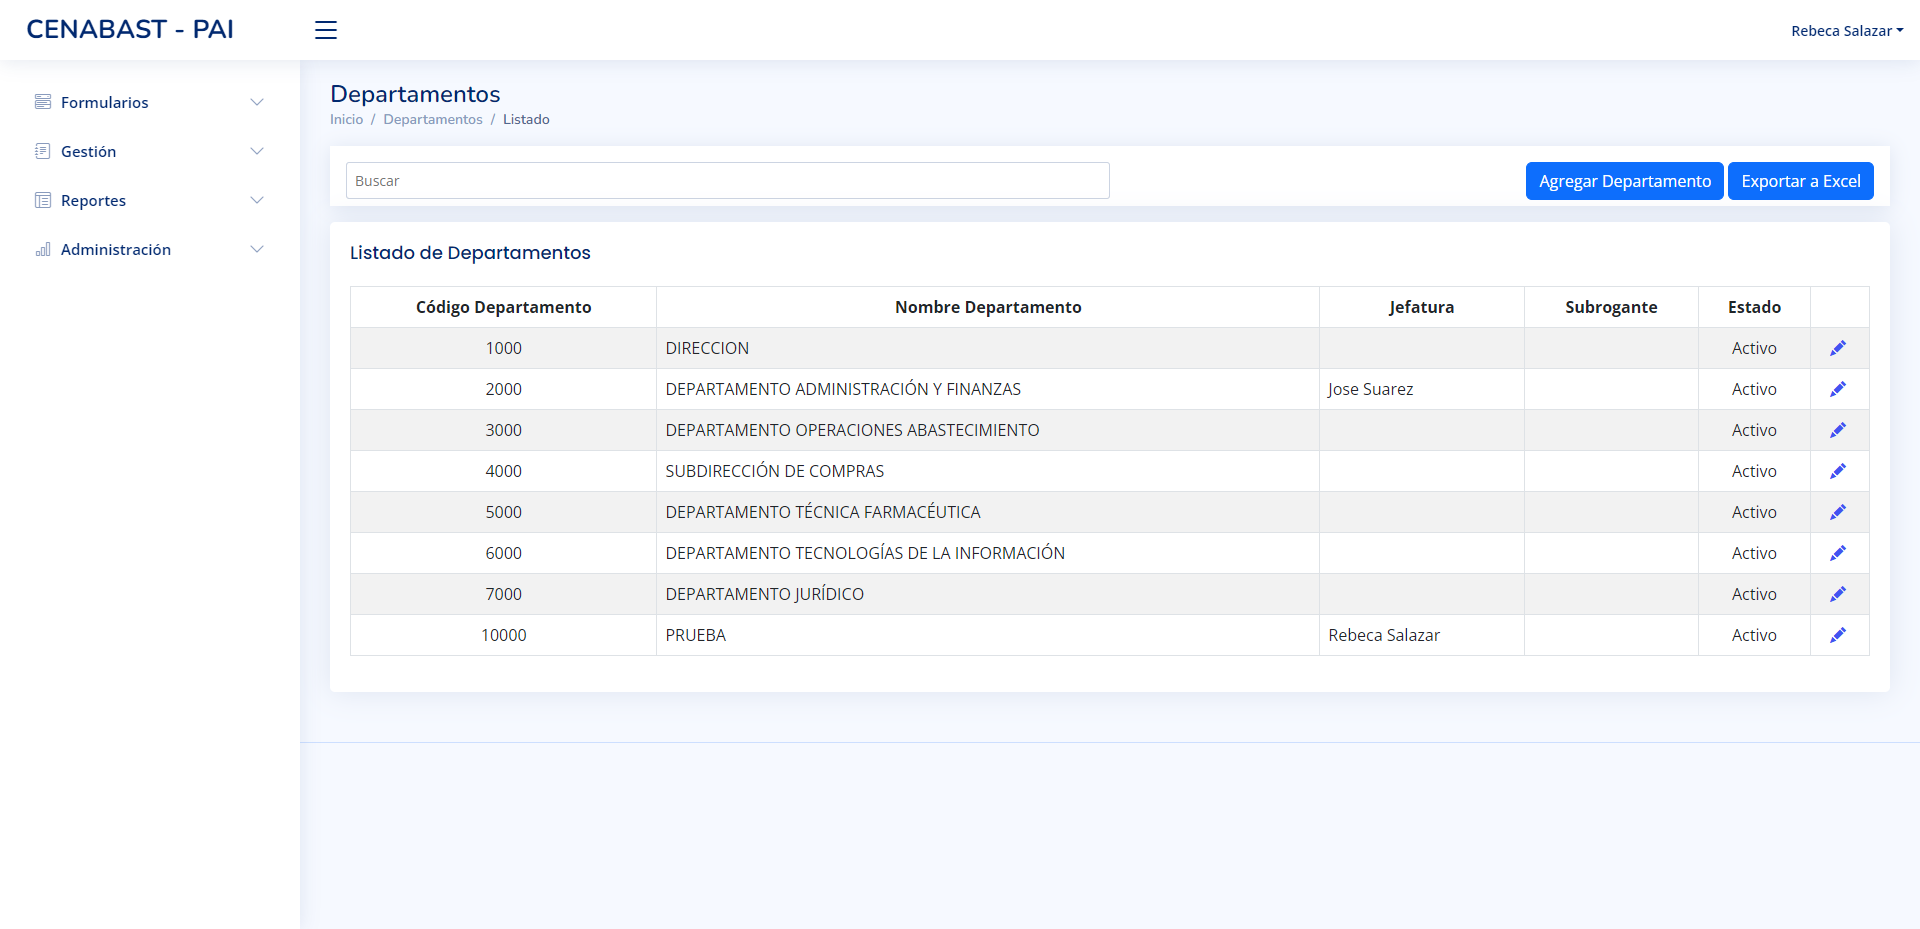 CENABAST - PAI
Rebeca Salazar
Formularios
Gestión
Reportes
Administración
Departamentos
Inicio / Departamentos / Listado
Buscar
Agregar Departamento
Exportar a Excel
Listado de Departamentos
Código Departamento Nombre Departamento Jefatura Subrogante Estado
1000 DIRECCION Activo
2000 DEPARTAMENTO ADMINISTRACIÓN Y FINANZAS Jose Suarez Activo
3000 DEPARTAMENTO OPERACIONES ABASTECIMIENTO Activo
4000 SUBDIRECCIÓN DE COMPRAS Activo
5000 DEPARTAMENTO TÉCNICA FARMACÉUTICA Activo
6000 DEPARTAMENTO TECNOLOGÍAS DE LA INFORMACIÓN Activo
7000 DEPARTAMENTO JURÍDICO Activo
10000 PRUEBA Rebeca Salazar Activo